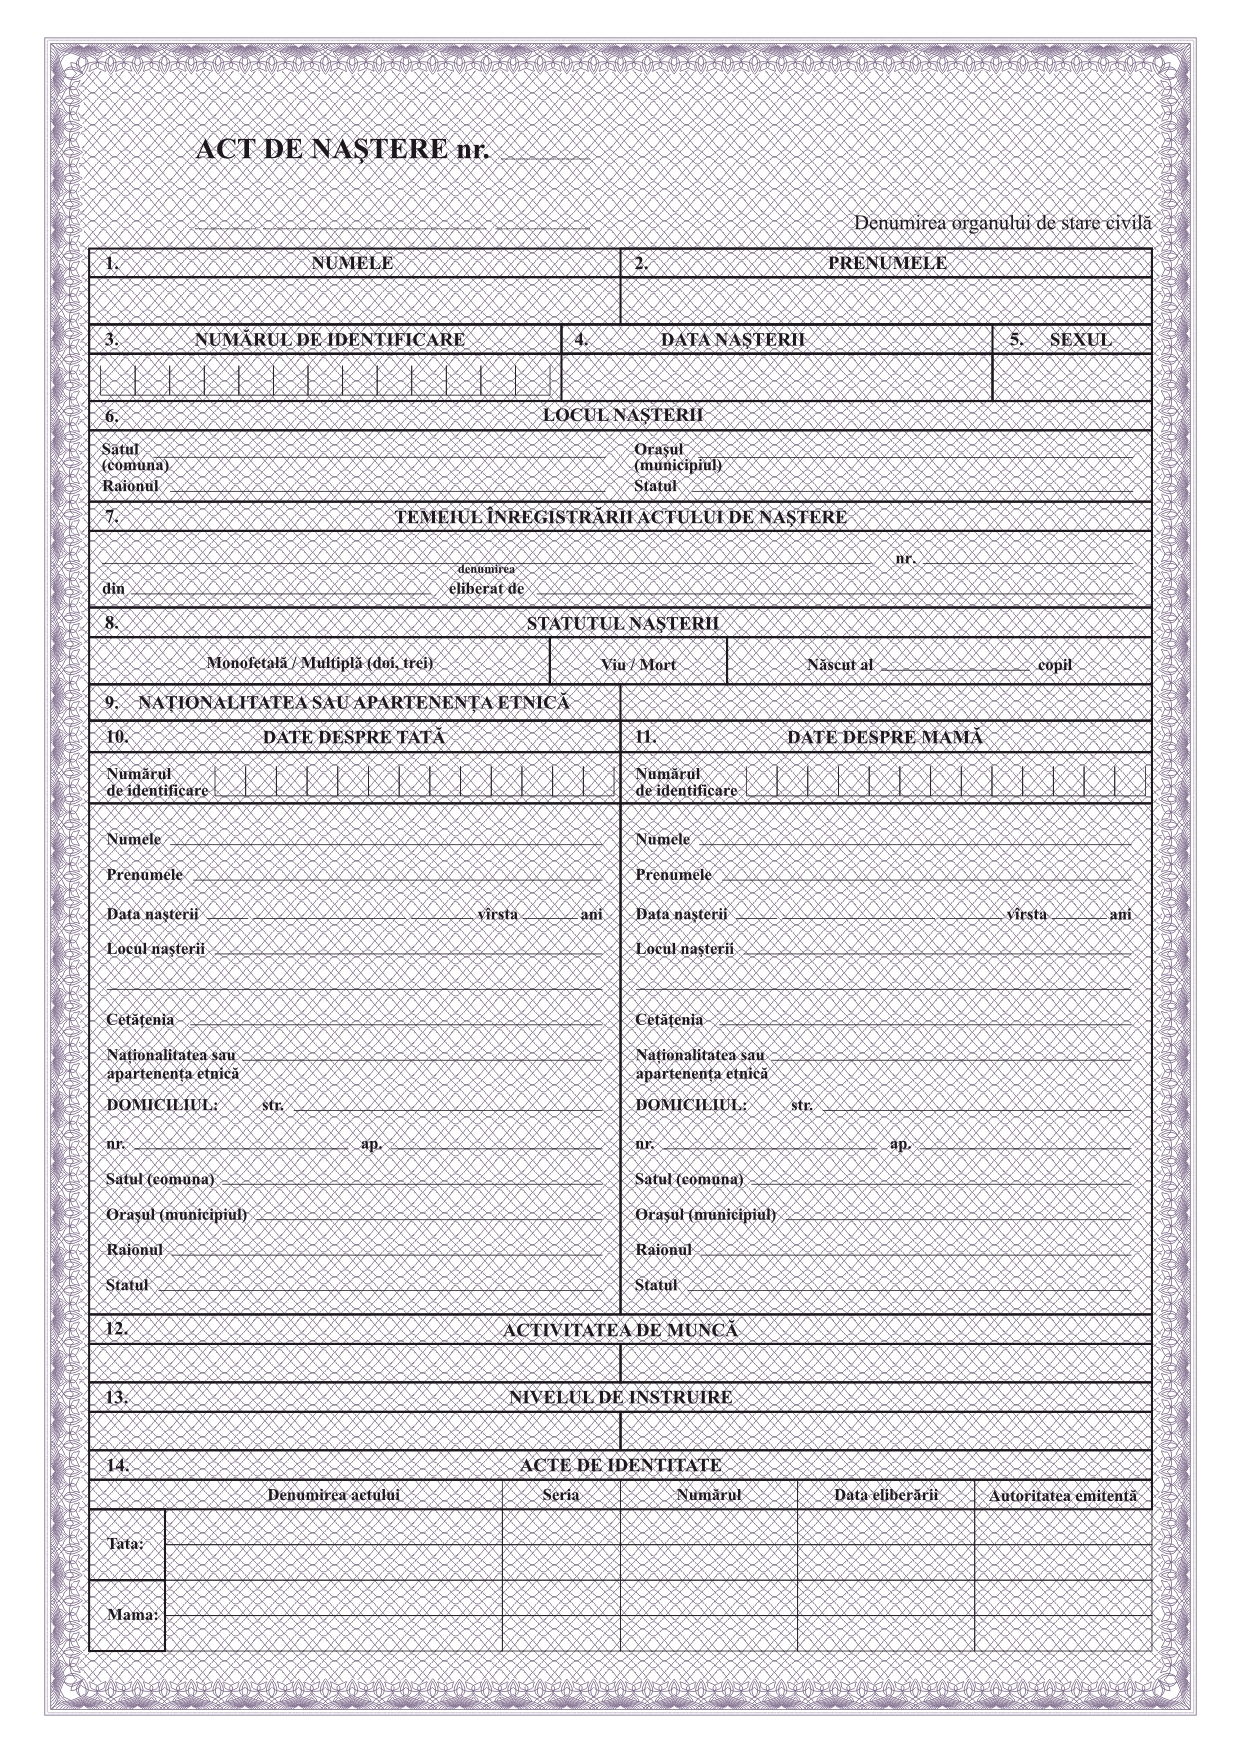 ACT DE NAŞTERE nr.
Denumirea organului de stare civilă
1. NUMELE 2. PRENUMELE
3. NUMĂRUL DE IDENTIFICARE 4. DATA NAŞTERII 5. SEXUL
6. LOCUL NAŞTERII
Satul Oraşul
(comuna) (municipiul)
Raionul Statul
7. TEMEIUL ÎNREGISTRĂRII ACTULUI DE NAŞTERE
nr.
denumirea
din eliberat de
8. STATUTUL NAŞTERII
Monofetală / Multiplă (doi, trei) Viu / Mort Născut al copil
9. NAŢIONALITATEA SAU APARTENENŢA ETNICĂ
10. DATE DESPRE TATĂ 11. DATE DESPRE MAMĂ
Numărul Numărul
de identificare de identificare
Numele Numele
Prenumele Prenumele
Data naşterii vîrsta ani Data naşterii vîrsta ani
Locul naşterii Locul naşterii
Cetăţenia Cetăţenia
Naţionalitatea sau Naţionalitatea sau
apartenenţa etnică apartenenţa etnică
DOMICILIUL: str. DOMICILIUL: str.
nr. ap. nr. ap.
Satul (comuna) Satul (comuna)
Oraşul (municipiul) Oraşul (municipiul)
Raionul Raionul
Statul Statul
12. ACTIVITATEA DE MUNCĂ
13. NIVELUL DE INSTRUIRE
14. ACTE DE IDENTITATE
Denumirea actului Seria Numărul Data eliberării Autoritatea emitentă
Tata:
Mama: